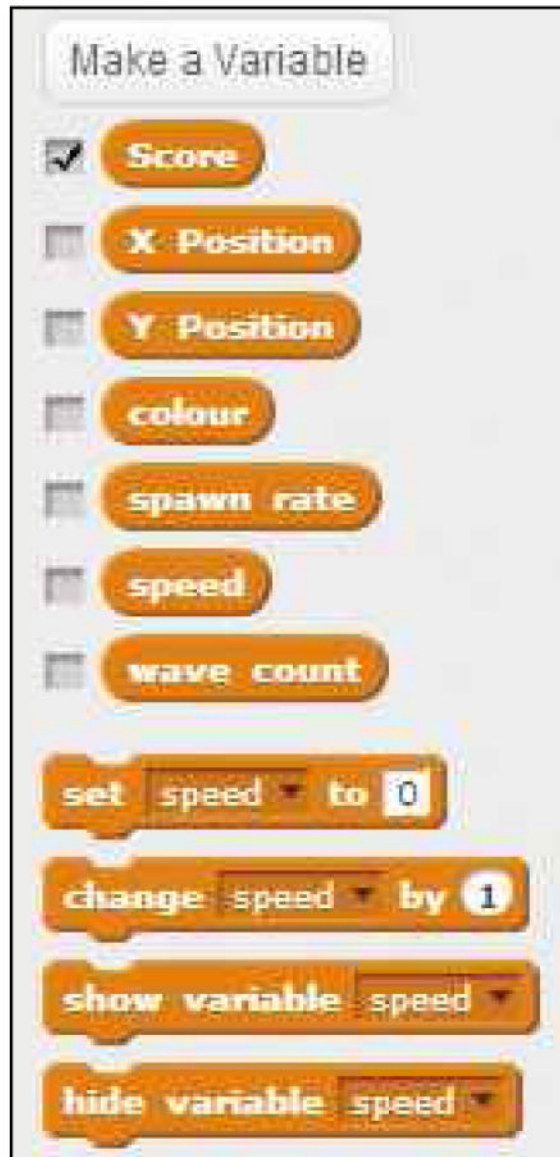 Make a Variable
Score
X Position
Y Position
colour
spawn rate
speed
wave count
set speed to 0
change speed by 1
show variable speed
hide variable speed